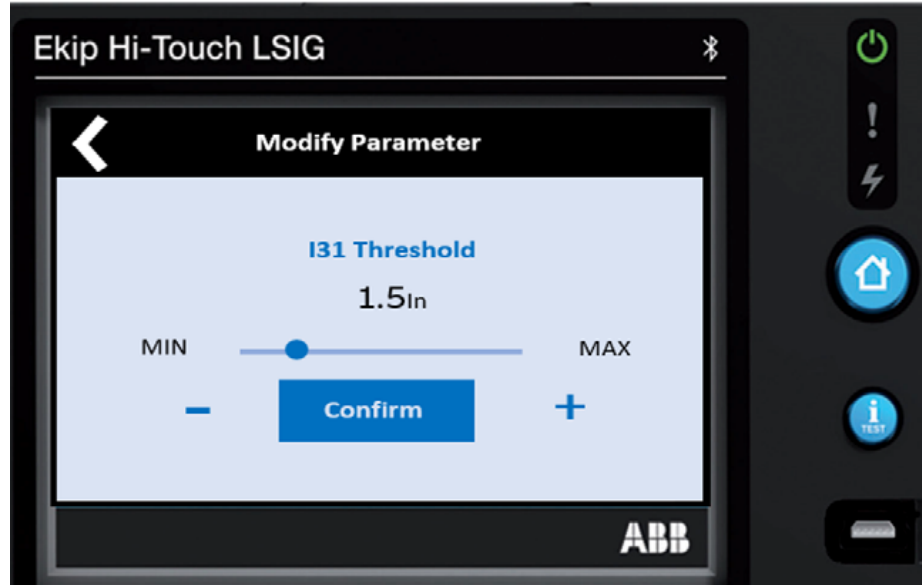 Ekip Hi-Touch LSIG
Modify Parameter
I31 Threshold
1.5In
MIN
MAX
-
Confirm
+
i
TEST
ABB